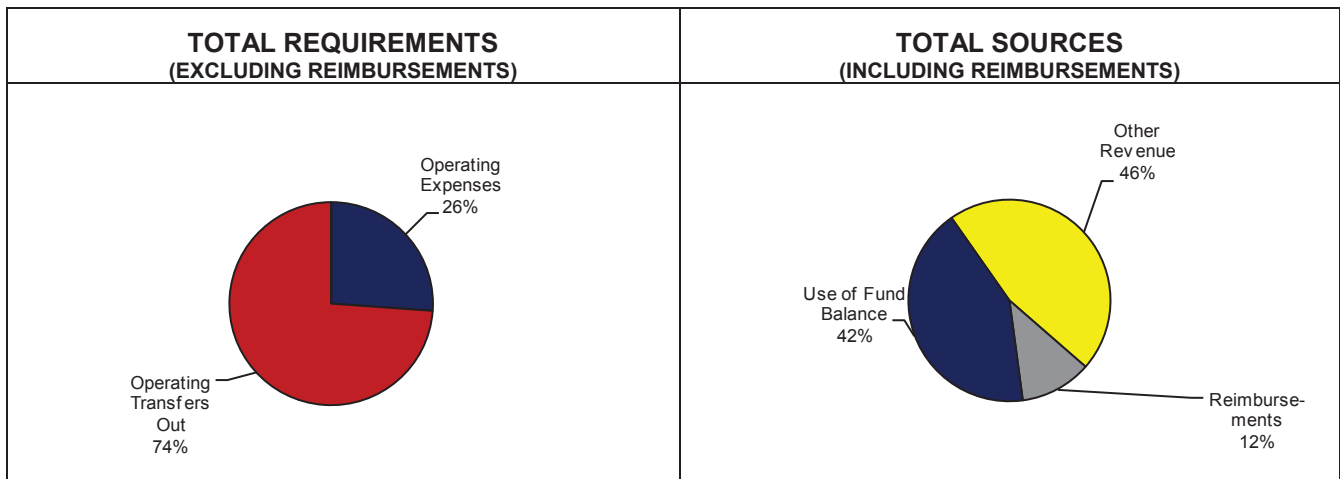 TOTAL REQUIREMENTS
(EXCLUDING REIMBURSEMENTS)
Operating
Expenses
26%
Operating
Transfers
Out
74%
TOTAL SOURCES
(INCLUDING REIMBURSEMENTS)
Other
Revenue
46%
Use of Fund
Balance
42%
Reimburse-
ments
12%